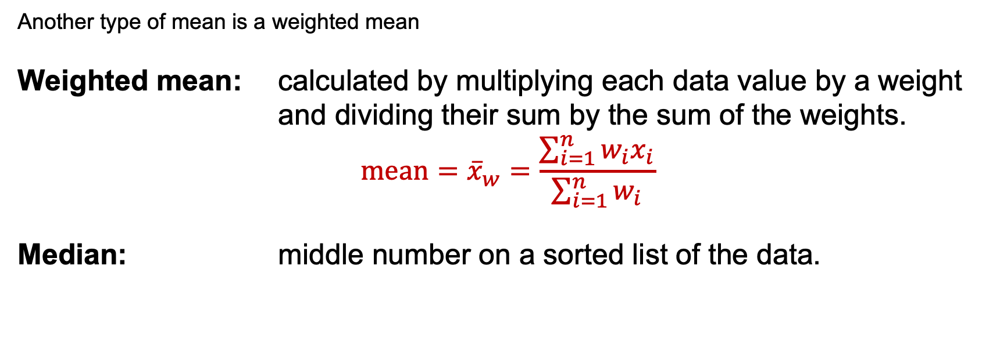 Another type of mean is a weighted mean
Weighted mean: calculated by multiplying each data value by a weight
and dividing their sum by the sum of the weights.
mean = x̄_w = \frac{\sum_{i=1}^{n} w_i x_i}{\sum_{i=1}^{n} w_i}
Median: middle number on a sorted list of the data.